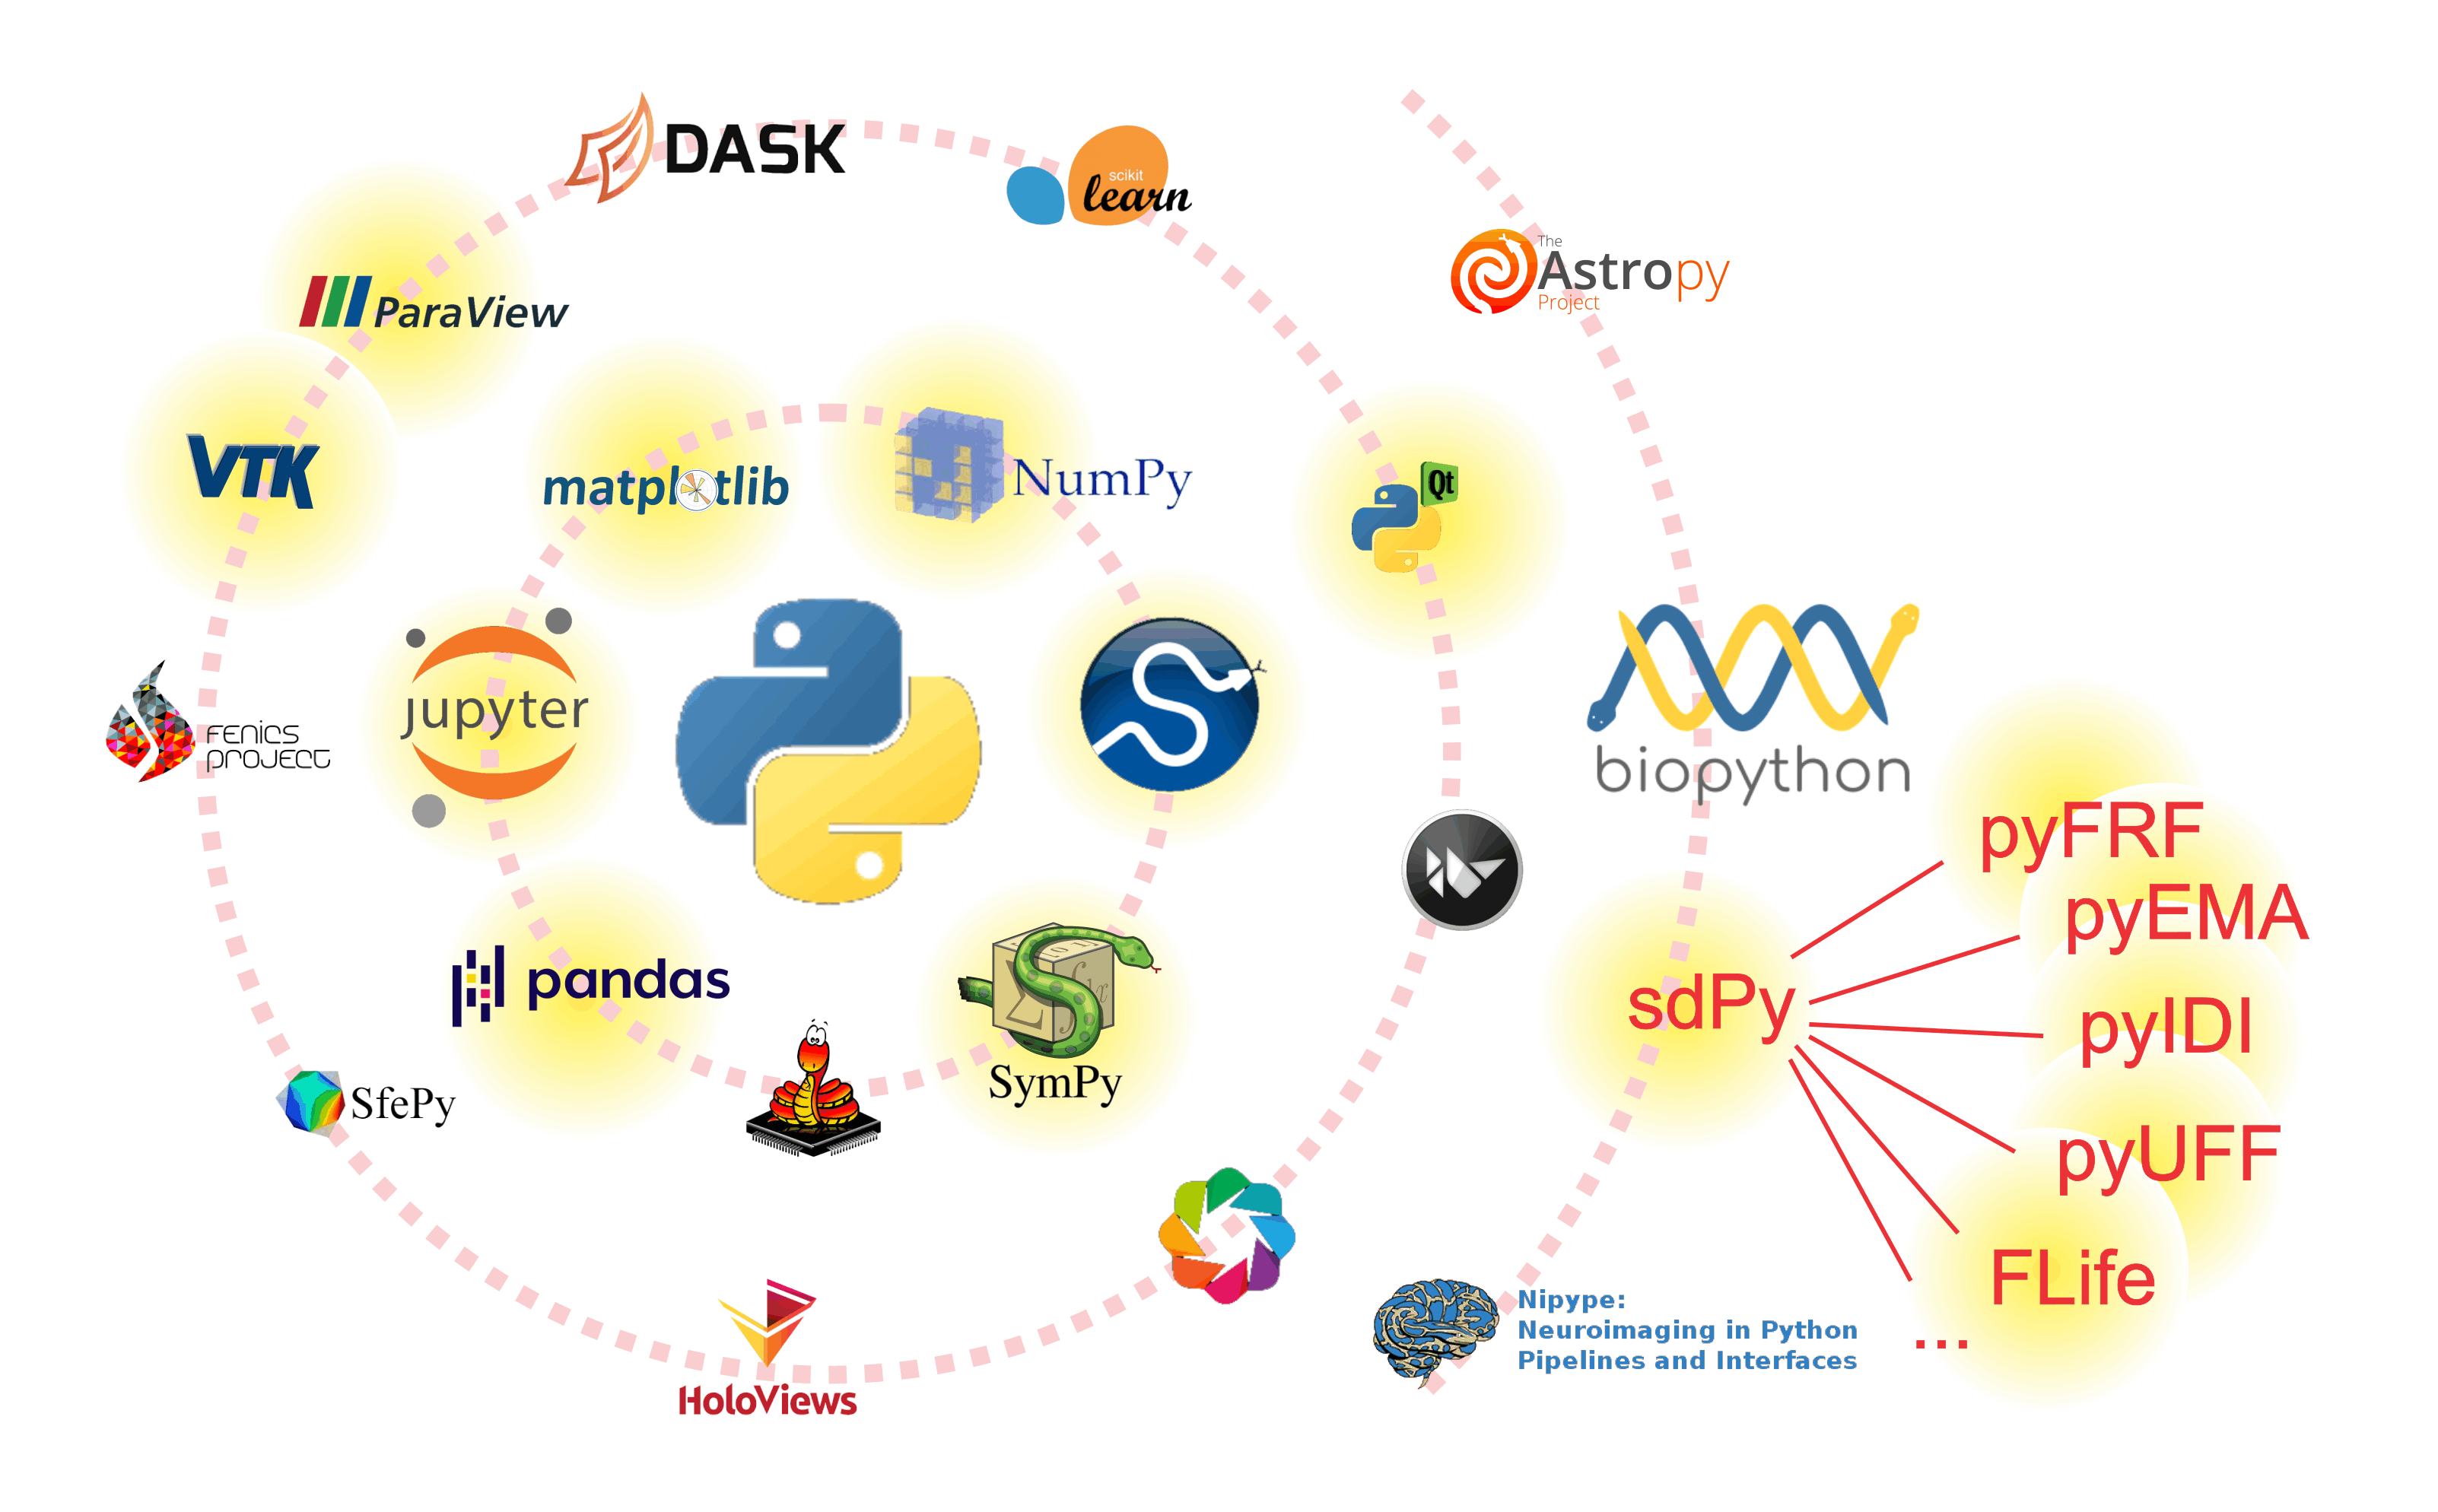 DASK
scikit
learn
The
Astropy
Project
ParaView
VTK
matplotlib
NumPy
Qt
jupyter
FENICS
PROJECT
biopython
pyFRF
pyEMA
sdPy
pyIDI
pandas
SymPy
SfePy
pyUFF
FLife
...
Nipype:
Neuroimaging in Python
Pipelines and Interfaces
HoloViews